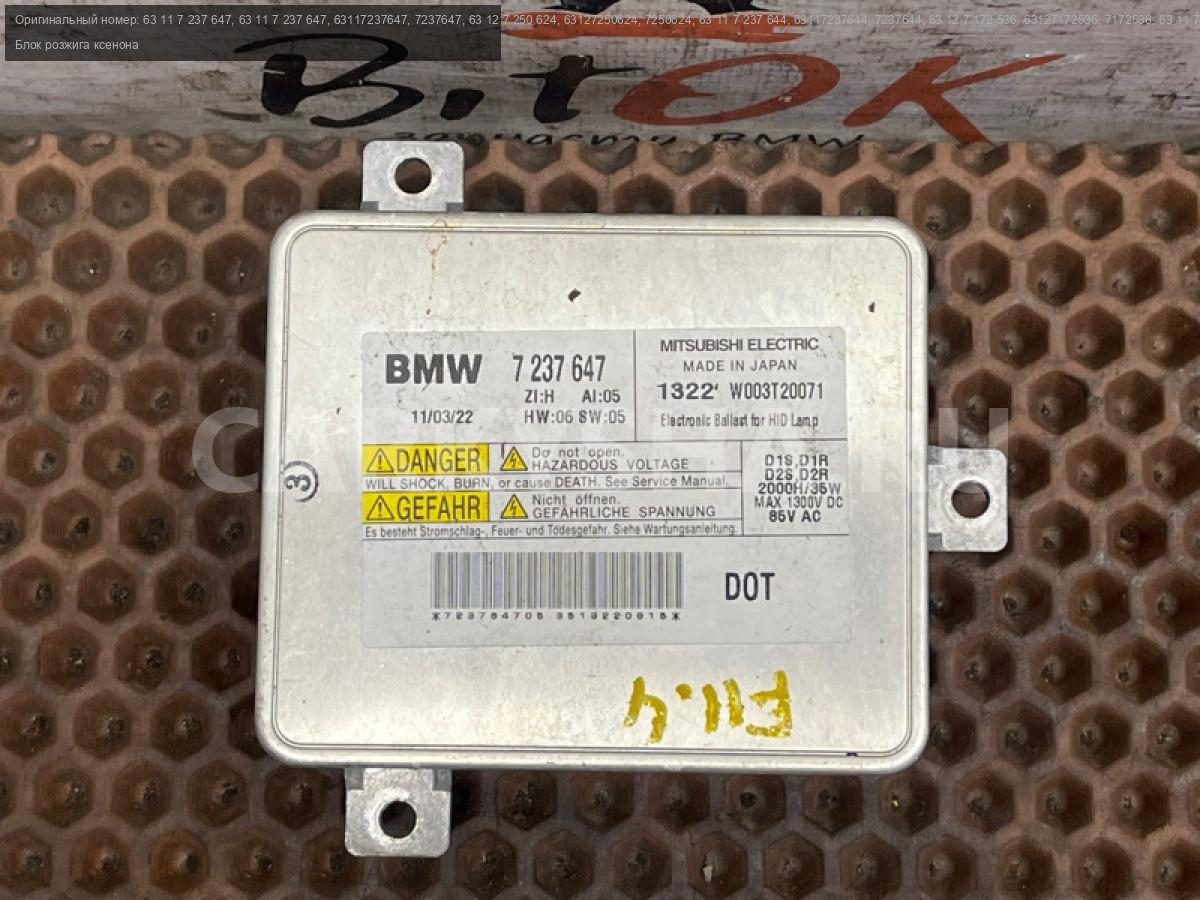 Оригинальный номер: 63 11 7 237 647, 63 11 7 237 647, 63117237647, 7237647, 63 12 7 250 624, 63127250624, 7250624, 63 11 7 237 644, 63117237644, 7237644, 63 12 7 172 536, 63127172536, 7172536, 63 11 7
Блок розжига ксенона
BitOK
запчасти BMW
BMW 7 237 647
ZI:H AI:05
11/03/22 HW:06 SW:05
MITSUBISHI ELECTRIC
MADE IN JAPAN
1322' W003T20071
Electronic Ballast for HID Lamp
DANGER Do not open.
HAZARDOUS VOLTAGE
WILL SHOCK, BURN, or cause DEATH. See Service Manual.
GEFAHR Nicht öffnen.
GEFÄHRLICHE SPANNUNG
Es besteht Stromschlag-, Feuer- und Todesgefahr. Siehe Wartungsanleitung.
D1S,D1R
D2S,D2R
2000H/35W
MAX 1300V DC
85V AC
3
DOT
F11.4